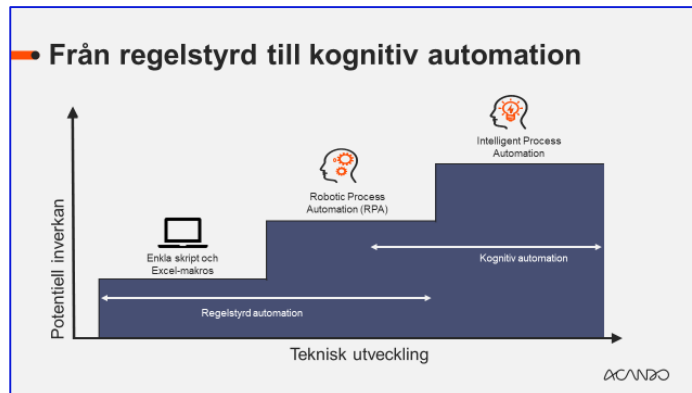 Från regelstyrd till kognitiv automation
Potentiell inverkan
Enkla skript och
Excel-makros
Robotic Process
Automation (RPA)
Intelligent Process
Automation
Kognitiv automation
Regelstyrd automation
Teknisk utveckling
ACANDO